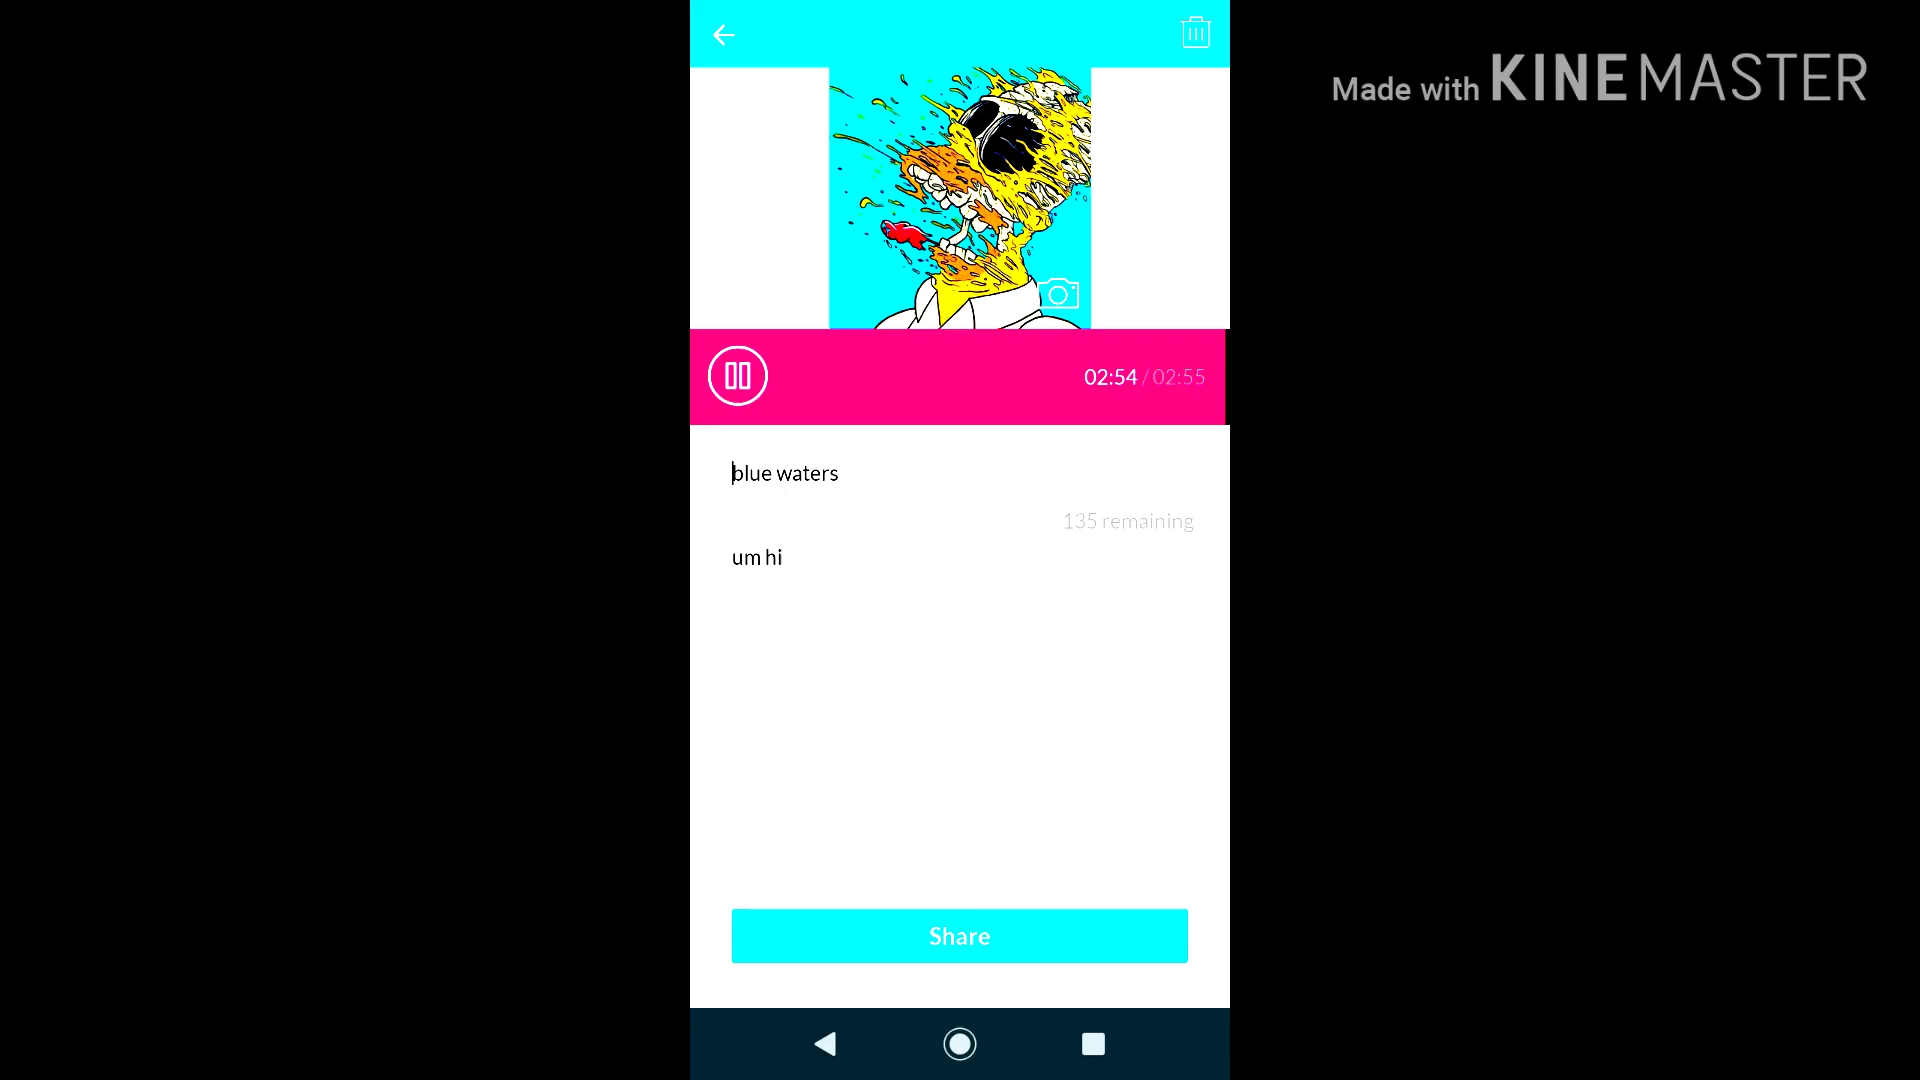 Made with KINEMASTER
02:54 / 02:55
blue waters
135 remaining
um hi
Share